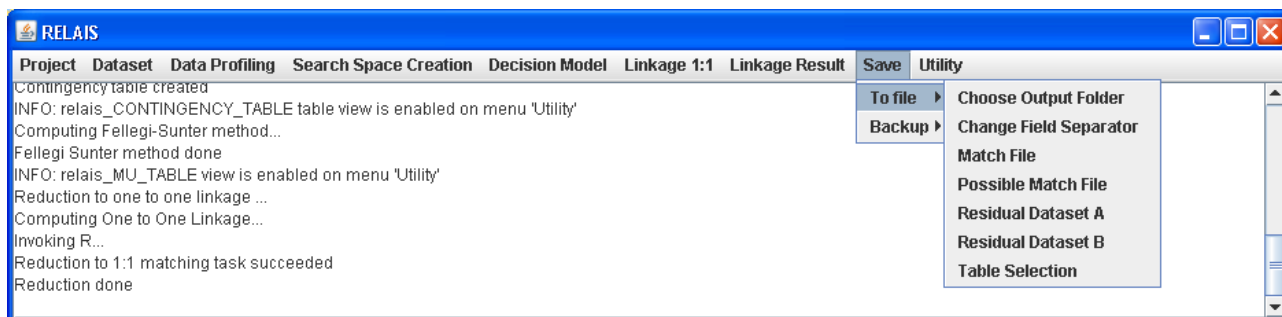 RELAIS
Project Dataset Data Profiling Search Space Creation Decision Model Linkage 1:1 Linkage Result Save Utility
Contingency table created
INFO: relais_CONTINGENCY_TABLE table view is enabled on menu 'Utility'
Computing Fellegi-Sunter method...
Fellegi Sunter method done
INFO: relais_MU_TABLE view is enabled on menu 'Utility'
Reduction to one to one linkage ...
Computing One to One Linkage...
Invoking R...
Reduction to 1:1 matching task succeeded
Reduction done
To file
Backup
Choose Output Folder
Change Field Separator
Match File
Possible Match File
Residual Dataset A
Residual Dataset B
Table Selection